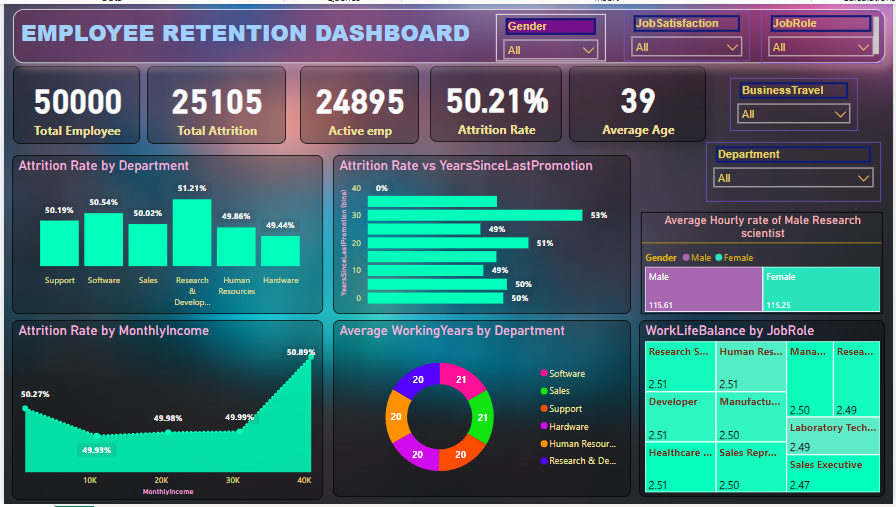 EMPLOYEE RETENTION DASHBOARD
Gender
All
JobSatisfaction
All
JobRole
All
50000
Total Employee
25105
Total Attrition
24895
Active emp
50.21%
Attrition Rate
39
Average Age
BusinessTravel
All
Department
All
Attrition Rate by Department
50.19%
50.54%
50.02%
51.21%
49.86%
49.44%
Support
Software
Sales
Research
&
Develop...
Human
Resources
Hardware
Attrition Rate vs YearsSinceLastPromotion
YearsSinceLastPromotion (bins)
40
0%
30
53%
49%
20
51%
10
49%
50%
0
50%
Average Hourly rate of Male Research
scientist
Gender
Male
Female
Male
115.61
Female
115.25
Attrition Rate by MonthlyIncome
50.27%
49.93%
49.98%
49.99%
50.89%
10K
20K
30K
40K
MonthlyIncome
Average WorkingYears by Department
20
21
20
21
20
20
Software
Sales
Support
Hardware
Human Resour...
Research & De...
WorkLifeBalance by JobRole
Research S...
2.51
Human Res...
2.51
Mana...
2.50
Resea...
2.49
Developer
2.51
Manufactu...
2.50
Laboratory Tech...
2.49
Healthcare ...
2.51
Sales Repr...
2.50
Sales Executive
2.47